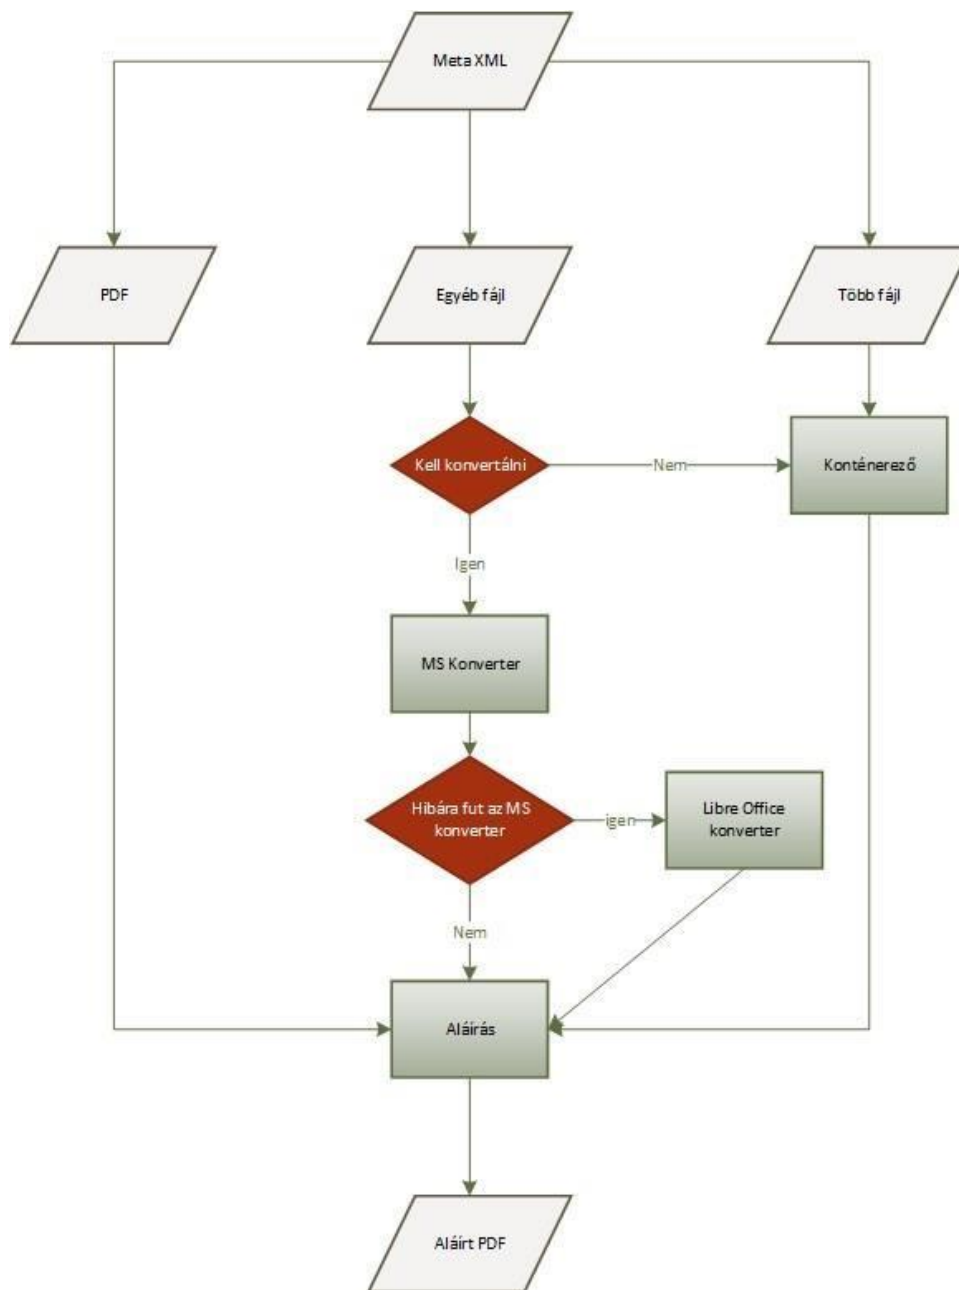 Meta XML
PDF
Egyéb fájl
Több fájl
Kell konvertálni
Nem
Konténerező
Igen
MS Konverter
Hibára fut az MS
konverter
igen
Libre Office
konverter
Nem
Aláírás
Aláírt PDF